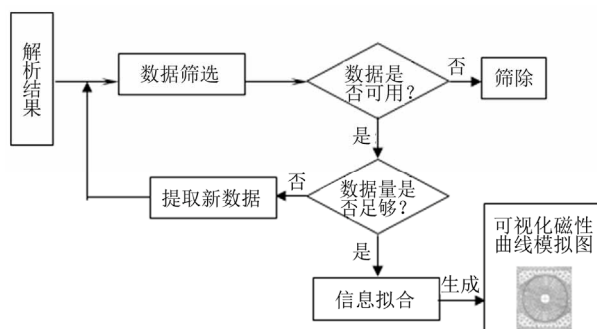 解析结果
数据筛选
数据是
否可用？
否
筛除
是
提取新数据
否
数据量是
否足够？
是
信息拟合
生成
可视化磁性
曲线模拟图